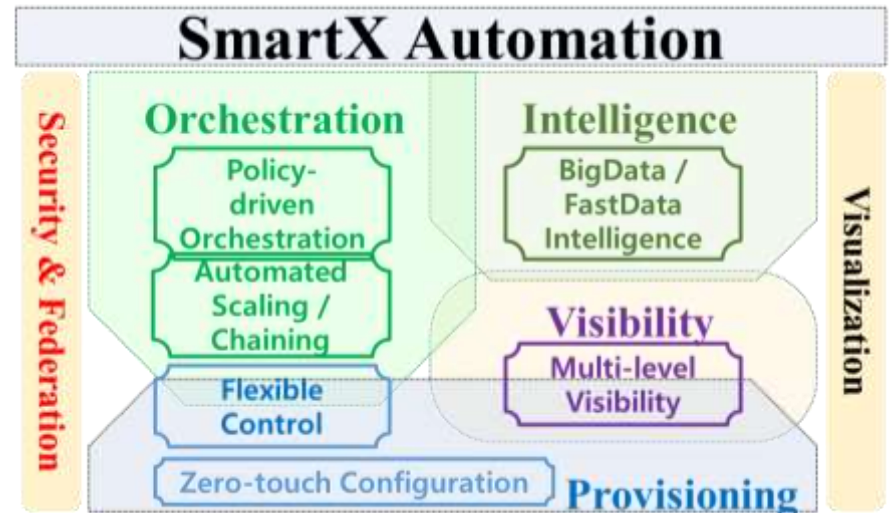 SmartX Automation
Security & Federation
Orchestration
Policy-
driven
Orchestration
Automated
Scaling /
Chaining
Flexible
Control
Zero-touch Configuration
Intelligence
BigData /
FastData
Intelligence
Visibility
Multi-level
Visibility
Provisioning
Visualization